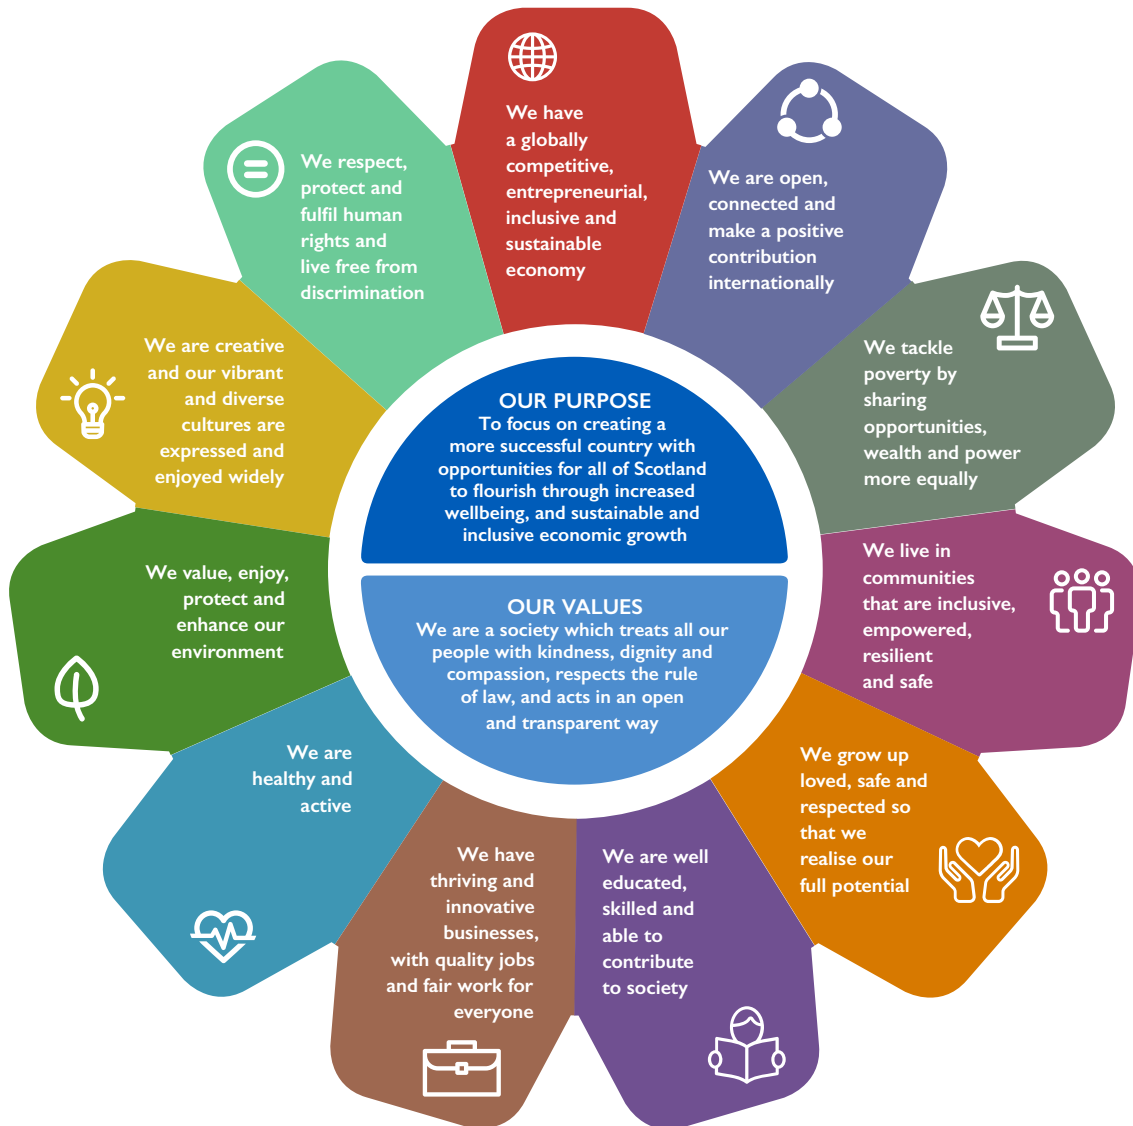 We have
a globally
competitive,
entrepreneurial,
inclusive and
sustainable
economy
We are open,
connected and
make a positive
contribution
internationally
We tackle
poverty by
sharing
opportunities,
wealth and power
more equally
We live in
communities
that are inclusive,
empowered,
resilient
and safe
We grow up
loved, safe and
respected so
that we
realise our
full potential
We are well
educated,
skilled and
able to
contribute
to society
We have
thriving and
innovative
businesses,
with quality jobs
and fair work for
everyone
We are
healthy and
active
We value, enjoy,
protect and
enhance our
environment
We are creative
and our vibrant
and diverse
cultures are
expressed and
enjoyed widely
We respect,
protect and
fulfil human
rights and
live free from
discrimination
OUR PURPOSE
To focus on creating a
more successful country with
opportunities for all of Scotland
to flourish through increased
wellbeing, and sustainable and
inclusive economic growth
OUR VALUES
We are a society which treats all our
people with kindness, dignity and
compassion, respects the rule
of law, and acts in an open
and transparent way